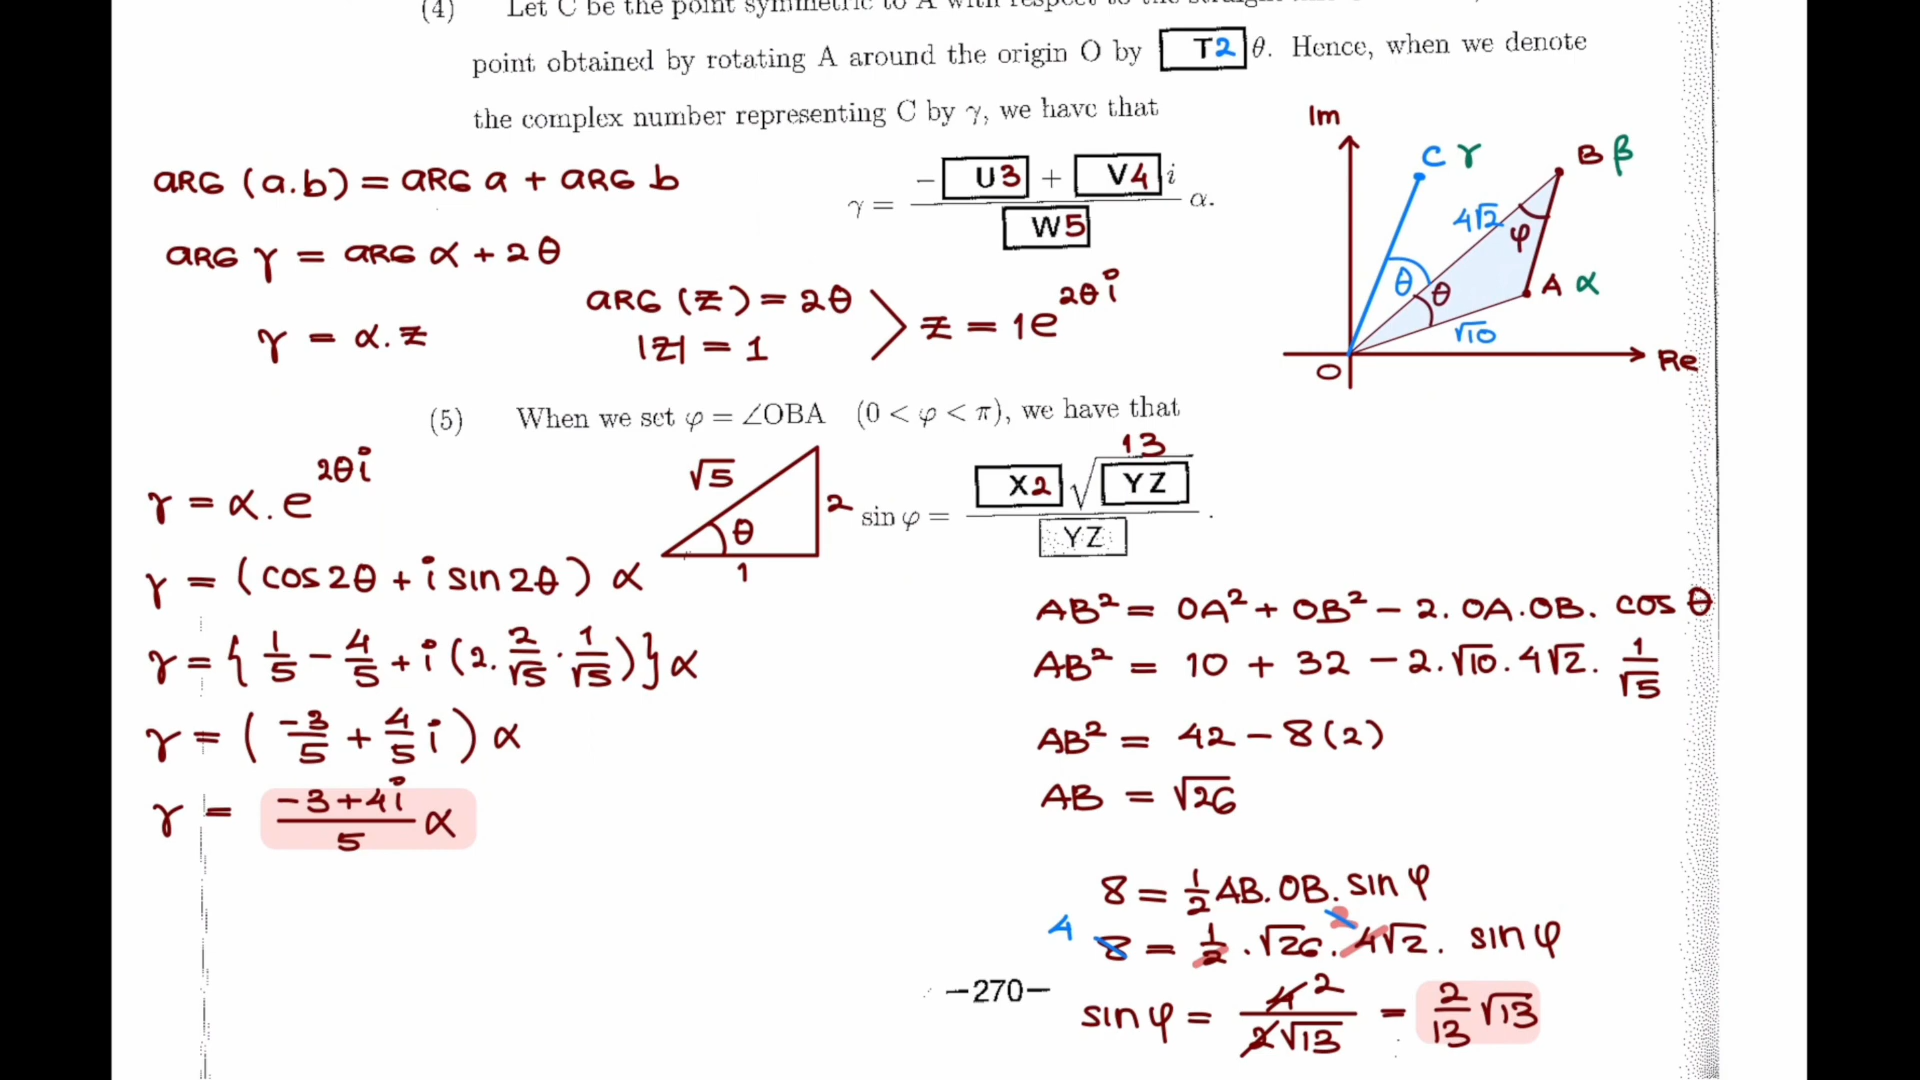 (4) Let C be the point symmetric to A with respect to the straight
point obtained by rotating A around the origin O by T2 θ. Hence, when we denote
the complex number representing C by γ, we have that
γ = (- U3 + V4 i) / W5 α.
ARG (a.b) = ARG a + ARG b
ARG γ = ARG α + 2θ
γ = α.z
ARG (z) = 2θ
|z| = 1
z = 1e^{2θi}
Im
C γ
B β
4√2
φ
θ
θ
A α
√10
O
Re
(5) When we set φ = ∠OBA (0 < φ < π), we have that
13
sin φ = X2 √YZ / YZ .
γ = α.e^{2θi}
√5
2
θ
1
γ = (cos2θ + i sin 2θ) α
γ = { 1/5 − 4/5 + i (2. 2/√5 . 1/√5) } α
γ = ( −3/5 + 4/5 i ) α
γ = (−3+4i)/5 α
AB² = OA² + OB² − 2. OA.OB. cos θ
AB² = 10 + 32 − 2.√10.4√2. 1/√5
AB² = 42 − 8(2)
AB = √26
8 = 1/2 AB. OB. sin φ
4 2
8 = 1/2 .√26. 4√2. sin φ
sin φ = 4 2 / 2√13 = 2/13 √13
−270−